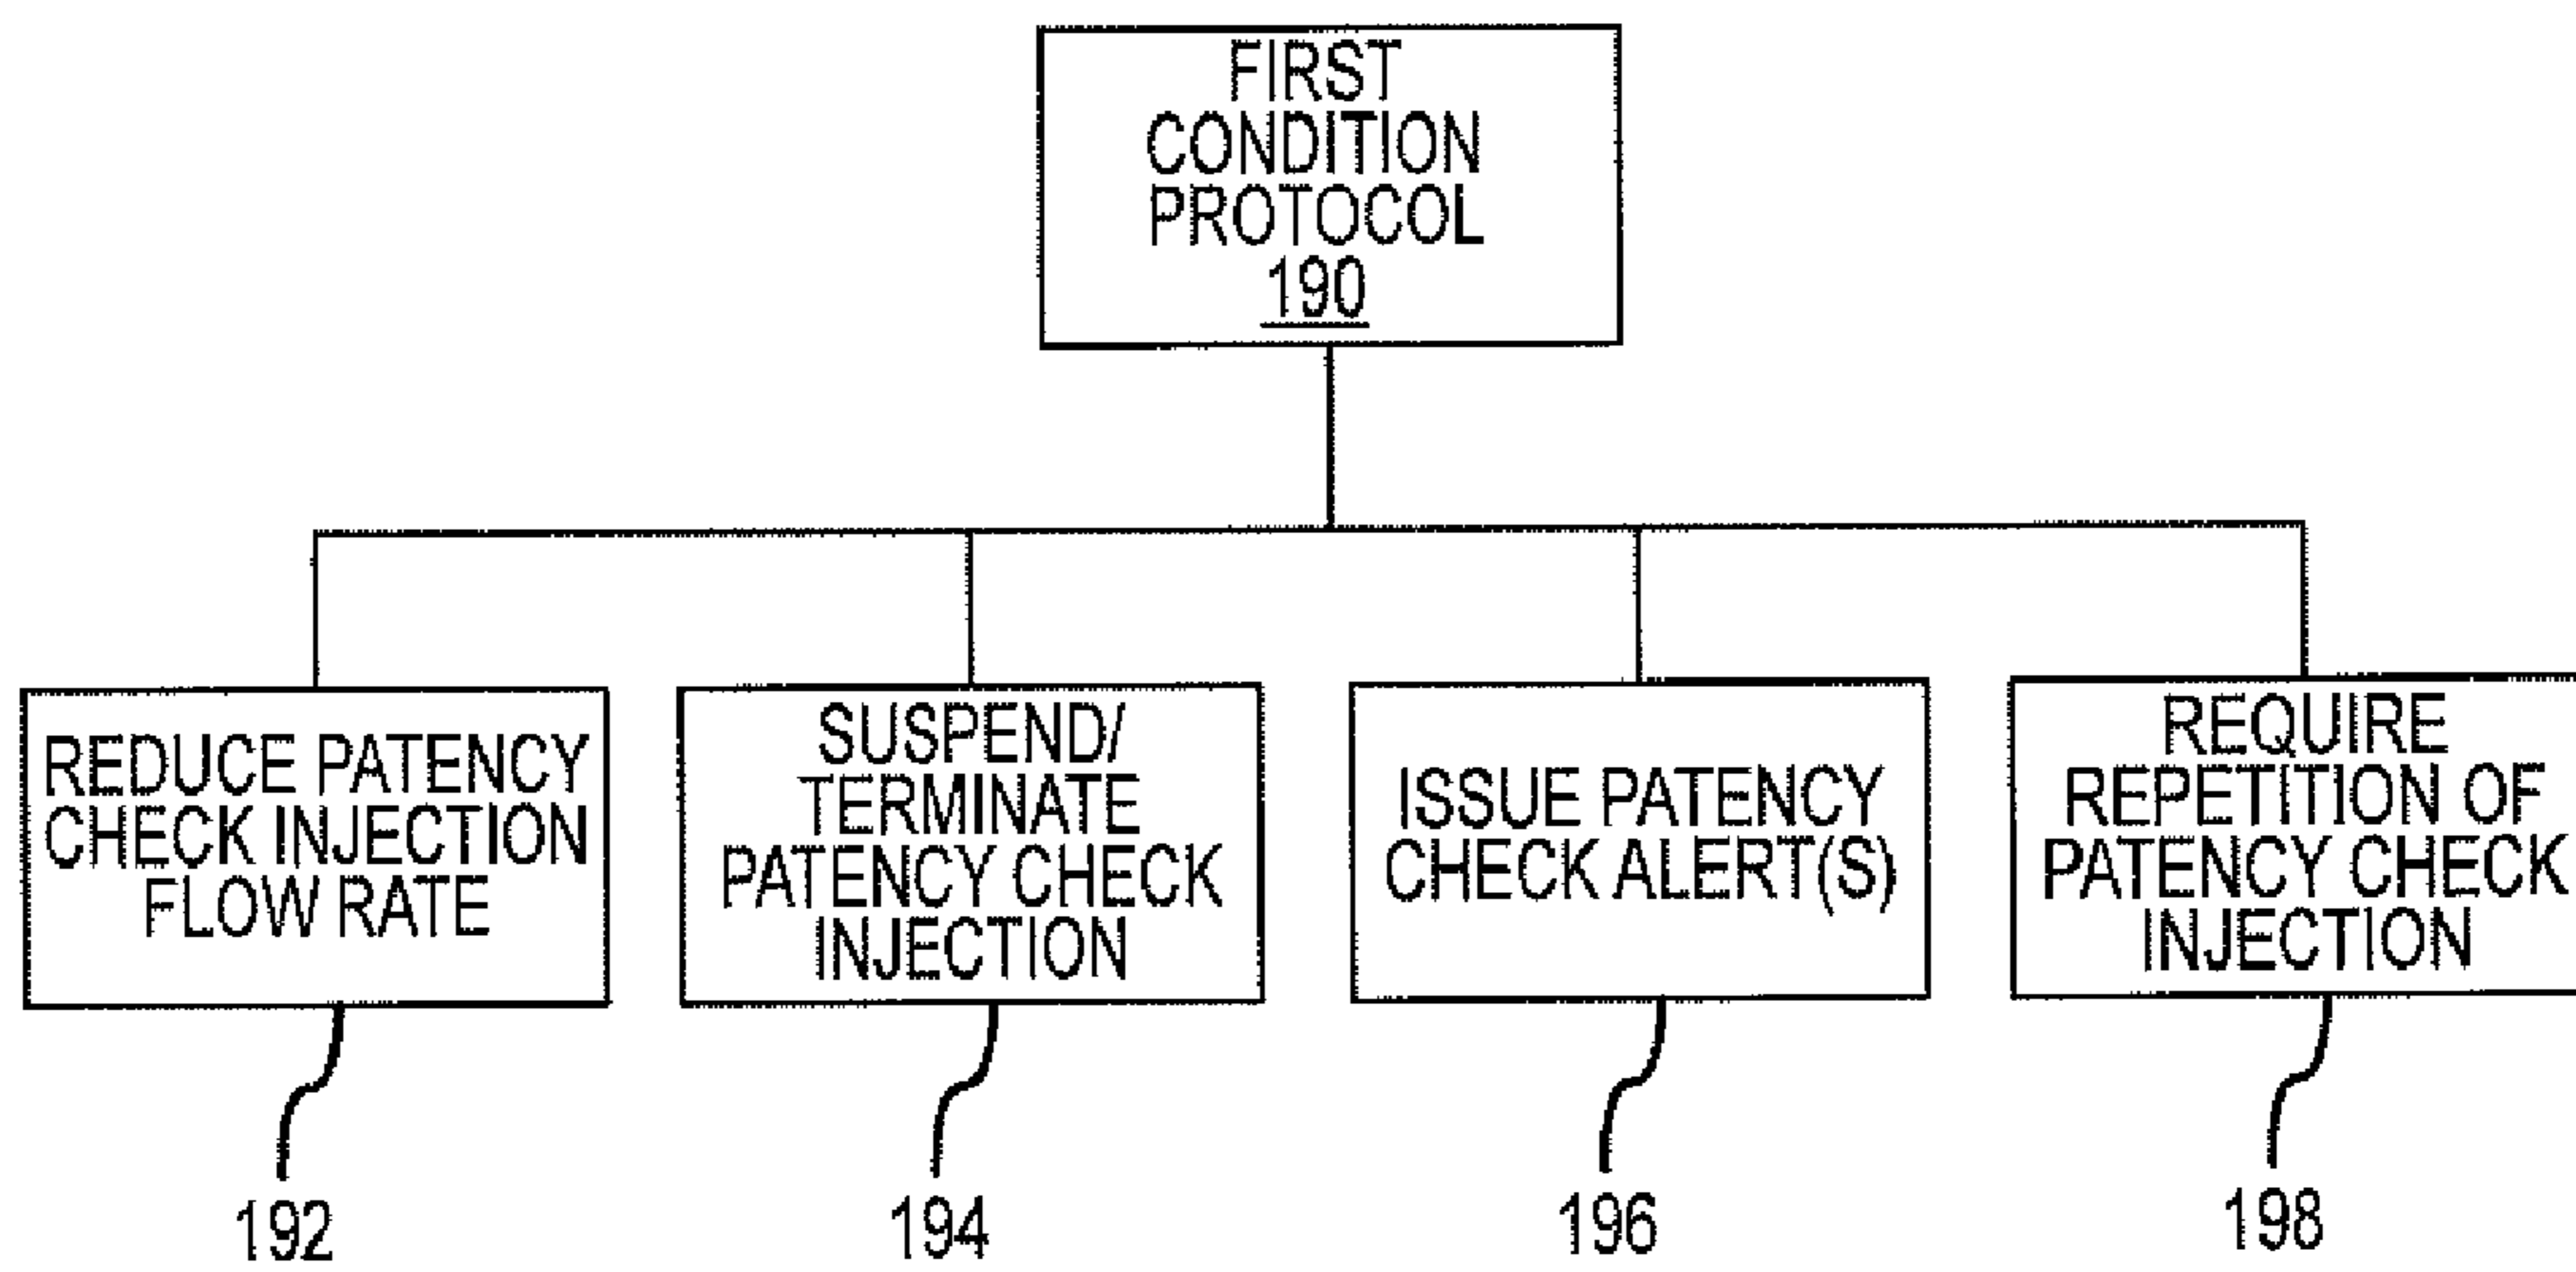 FIRST
CONDITION
PROTOCOL
190
REDUCE PATENCY
CHECK INJECTION
FLOW RATE
SUSPEND/
TERMINATE
PATENCY CHECK
INJECTION
ISSUE PATENCY
CHECK ALERT(S)
REQUIRE
REPETITION OF
PATENCY CHECK
INJECTION
192
194
196
198